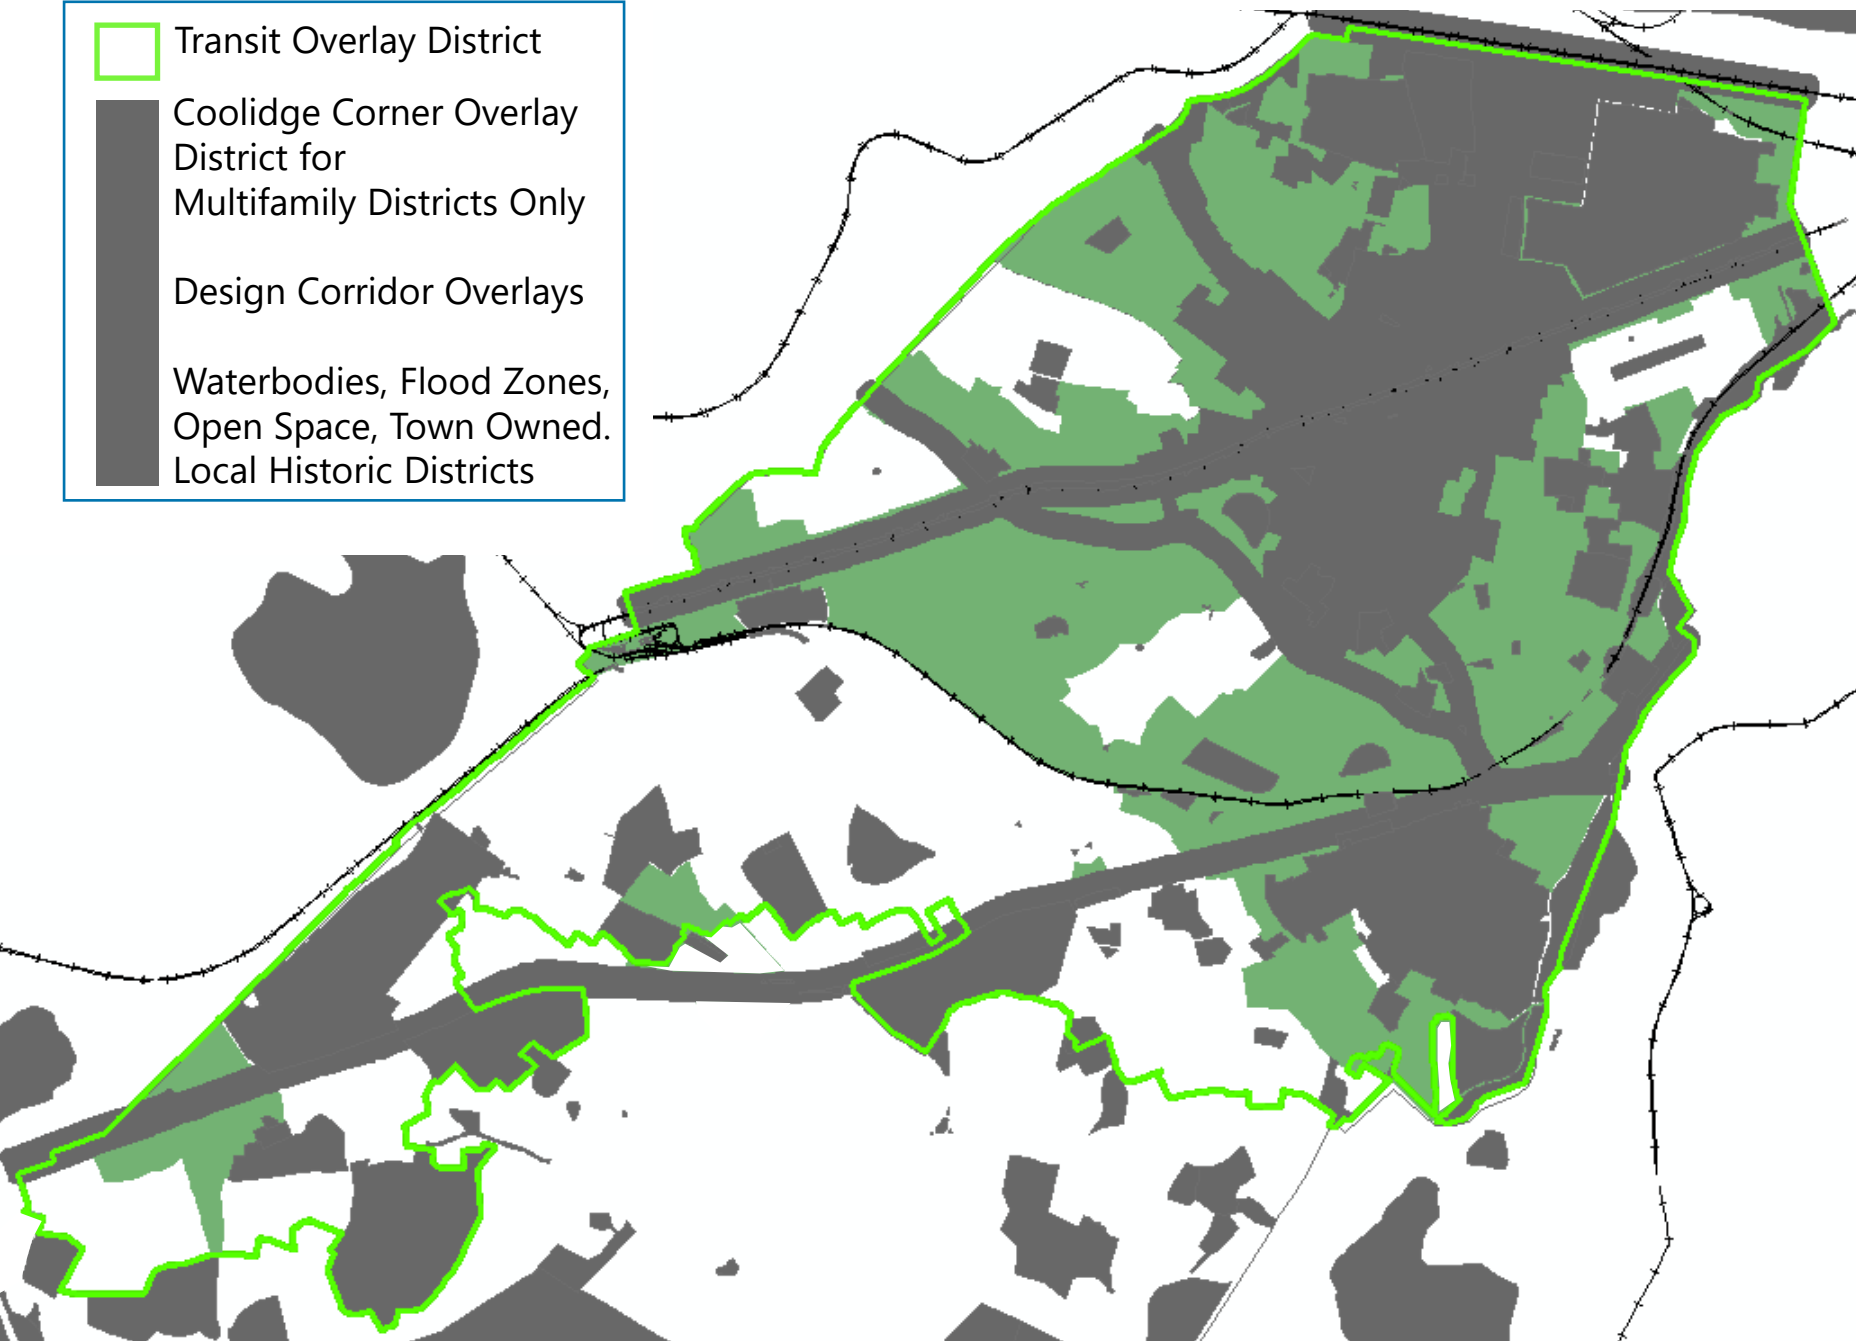 Transit Overlay District
Coolidge Corner Overlay
District for
Multifamily Districts Only
Design Corridor Overlays
Waterbodies, Flood Zones,
Open Space, Town Owned.
Local Historic Districts